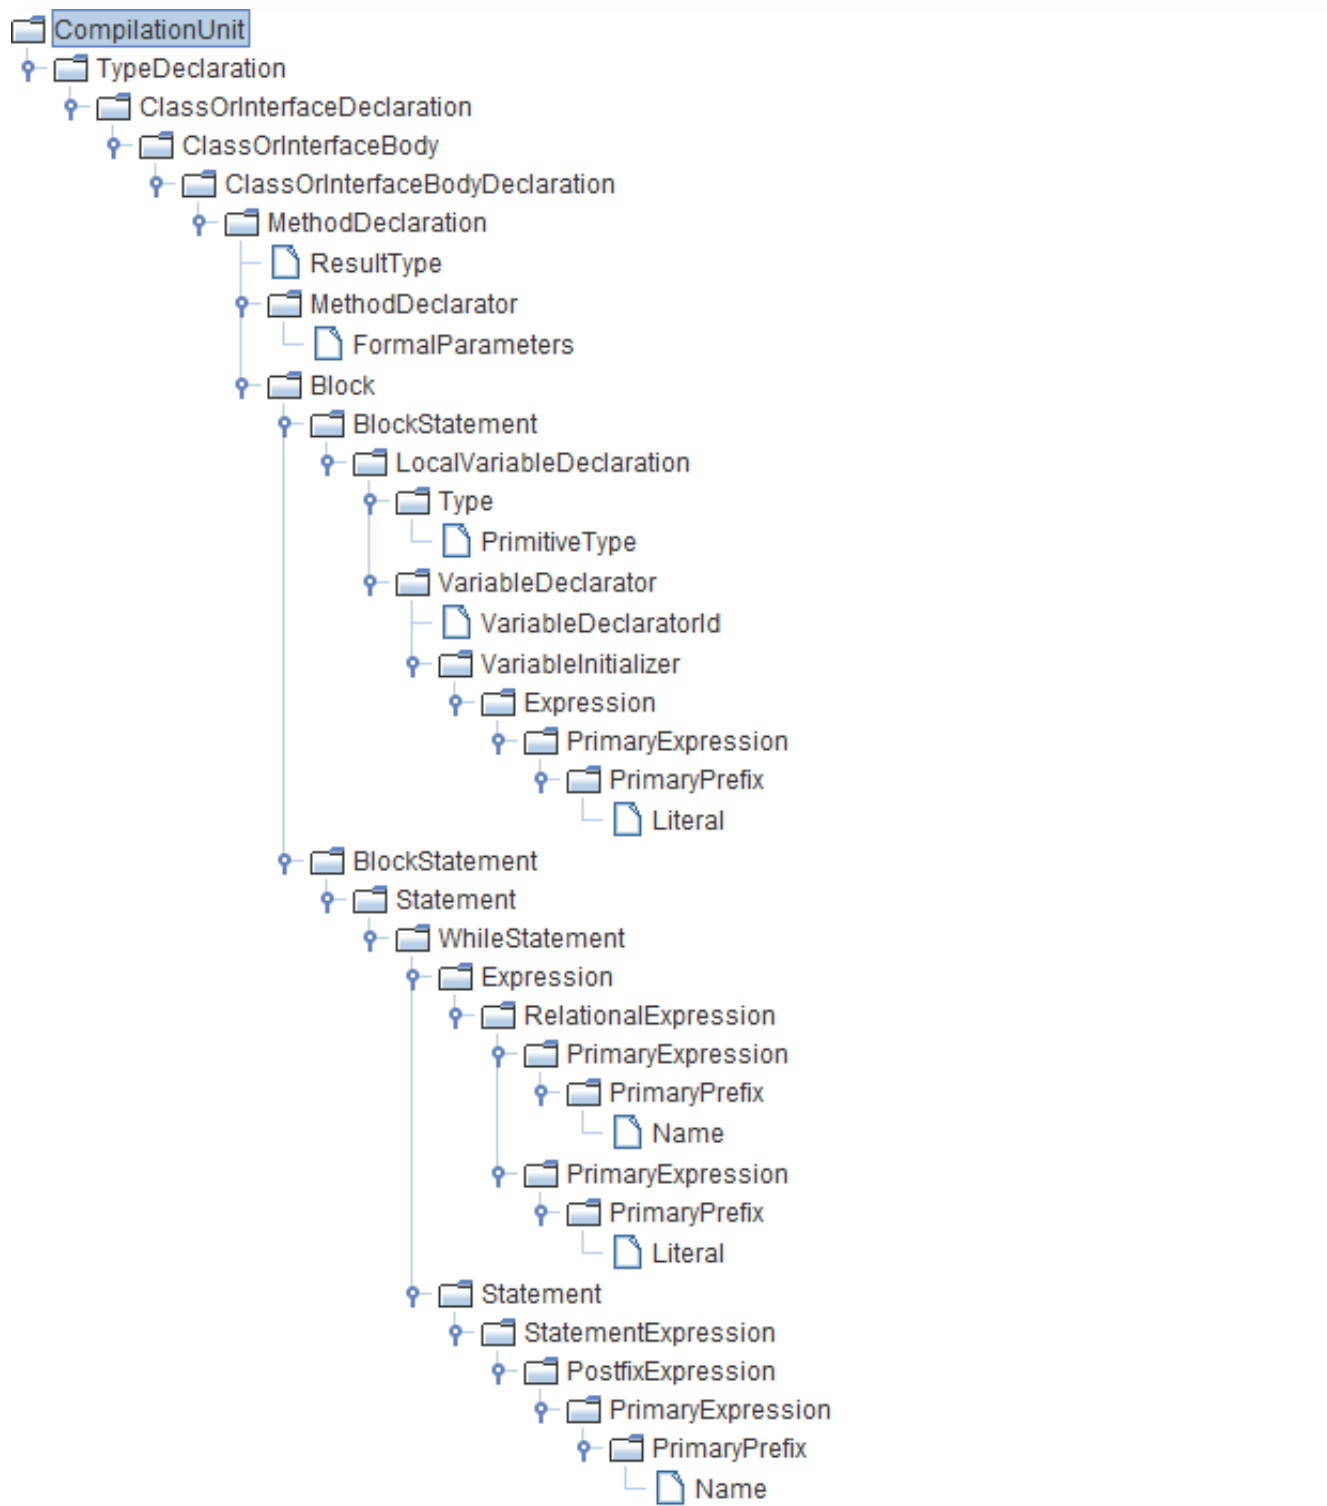 CompilationUnit
TypeDeclaration
ClassOrInterfaceDeclaration
ClassOrInterfaceBody
ClassOrInterfaceBodyDeclaration
MethodDeclaration
ResultType
MethodDeclarator
FormalParameters
Block
BlockStatement
LocalVariableDeclaration
Type
PrimitiveType
VariableDeclarator
VariableDeclaratorId
VariableInitializer
Expression
PrimaryExpression
PrimaryPrefix
Literal
BlockStatement
Statement
WhileStatement
Expression
RelationalExpression
PrimaryExpression
PrimaryPrefix
Name
PrimaryExpression
PrimaryPrefix
Literal
Statement
StatementExpression
PostfixExpression
PrimaryExpression
PrimaryPrefix
Name